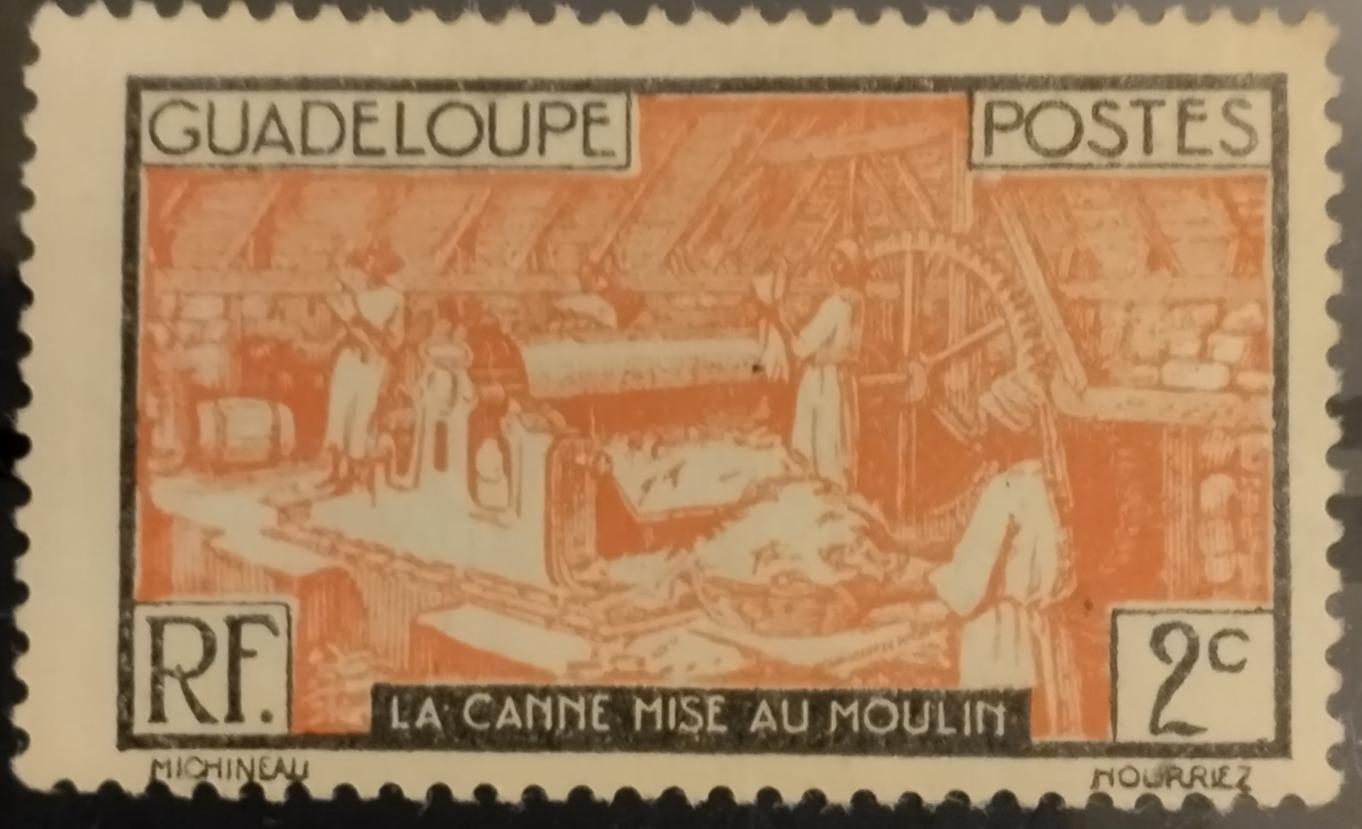 GUADELOUPE
POSTES
RF.
2c
LA CANNE MISE AU MOULIN
MICHINEAU
HOURRIEZ